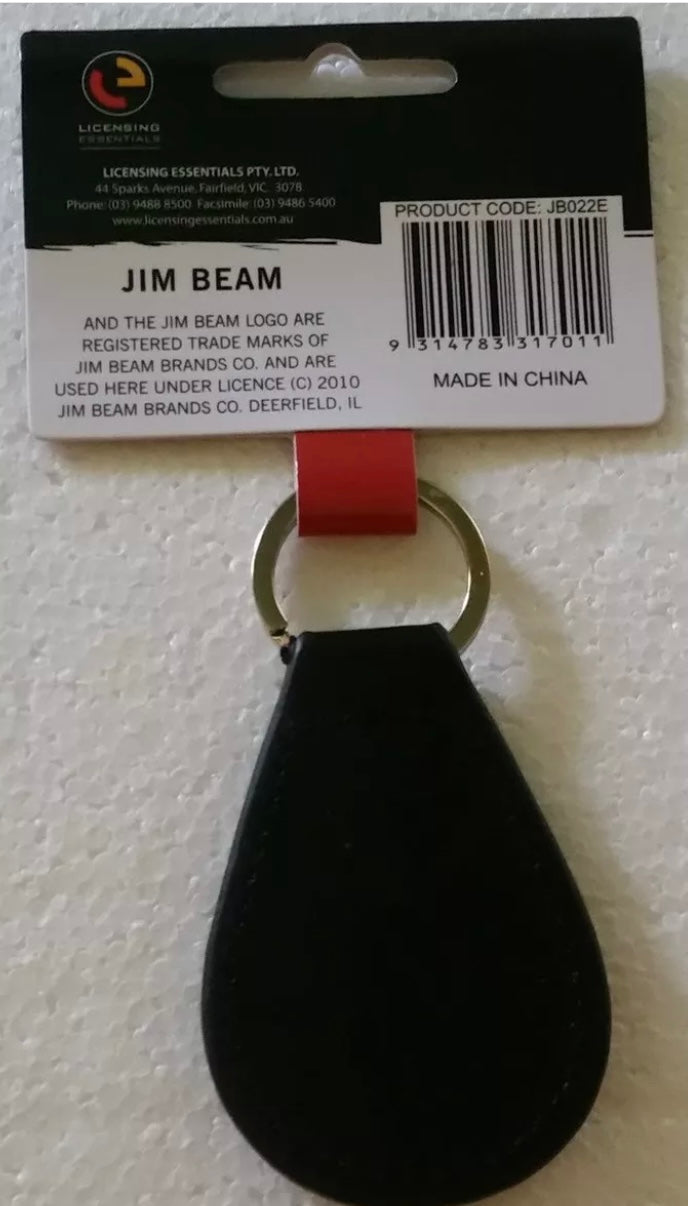 LICENSING
ESSENTIALS
LICENSING ESSENTIALS PTY. LTD.
44 Sparks Avenue, Fairfield, VIC. 3078
Phone: (03) 9488 8500 Facsimile: (03) 9486 5400
www.licensingessentials.com.au
JIM BEAM
AND THE JIM BEAM LOGO ARE
REGISTERED TRADE MARKS OF
JIM BEAM BRANDS CO. AND ARE
USED HERE UNDER LICENCE (C) 2010
JIM BEAM BRANDS CO. DEERFIELD, IL
PRODUCT CODE: JB022E
9 314783 317011
MADE IN CHINA